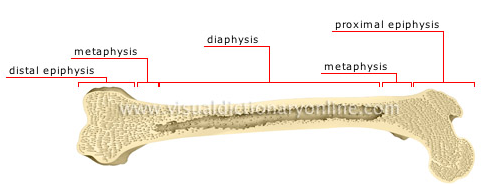 proximal epiphysis
diaphysis
metaphysis
metaphysis
distal epiphysis
www.visualdictionaryonline.com